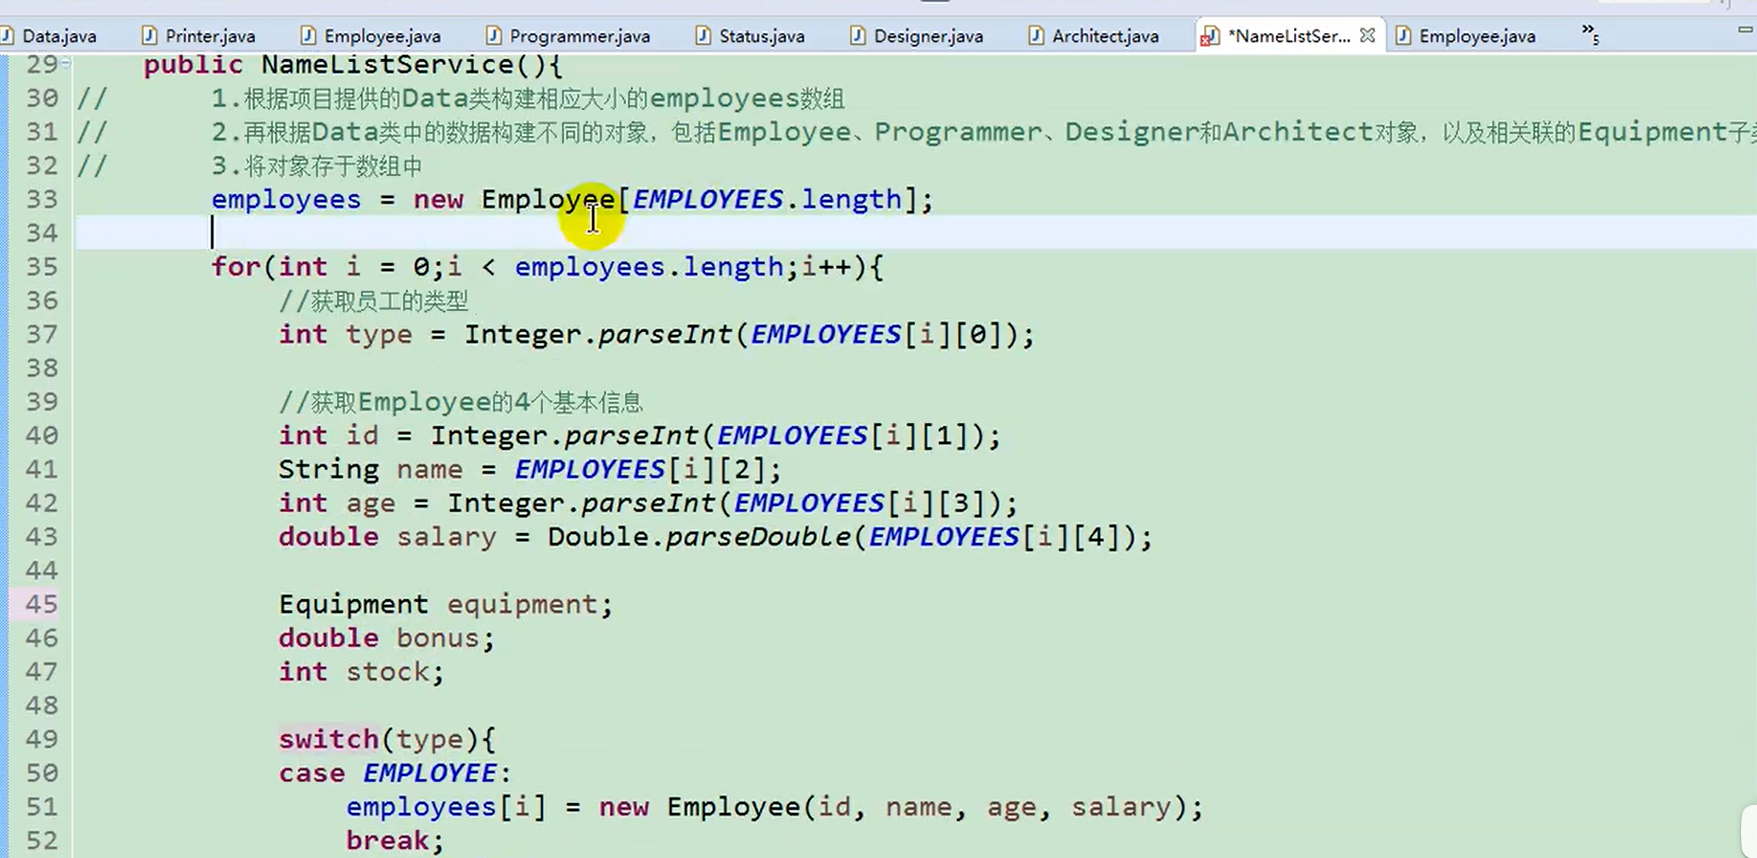 Data.java Printer.java Employee.java Programmer.java Status.java Designer.java Architect.java *NameListSer... Employee.java »5
29 public NameListService(){
30 // 1.根据项目提供的Data类构建相应大小的employees数组
31 // 2.再根据Data类中的数据构建不同的对象，包括Employee、Programmer、Designer和Architect对象，以及相关联的Equipment子
32 // 3.将对象存于数组中
33 employees = new Employee[EMPLOYEES.length];
34
35 for(int i = 0;i < employees.length;i++){
36 //获取员工的类型
37 int type = Integer.parseInt(EMPLOYEES[i][0]);
38
39 //获取Employee的4个基本信息
40 int id = Integer.parseInt(EMPLOYEES[i][1]);
41 String name = EMPLOYEES[i][2];
42 int age = Integer.parseInt(EMPLOYEES[i][3]);
43 double salary = Double.parseDouble(EMPLOYEES[i][4]);
44
45 Equipment equipment;
46 double bonus;
47 int stock;
48
49 switch(type){
50 case EMPLOYEE:
51 employees[i] = new Employee(id, name, age, salary);
52 break;